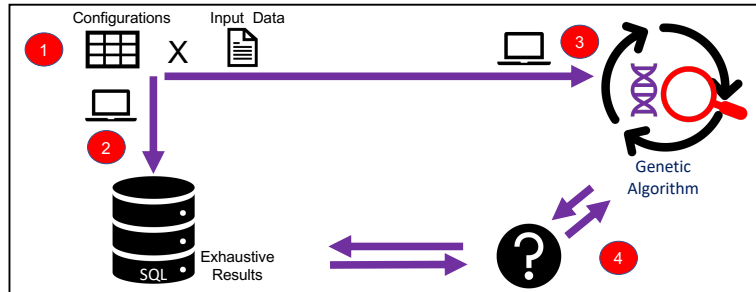 Configurations
Input Data
1
X
3
2
Genetic
Algorithm
?
4
Exhaustive
Results
SQL